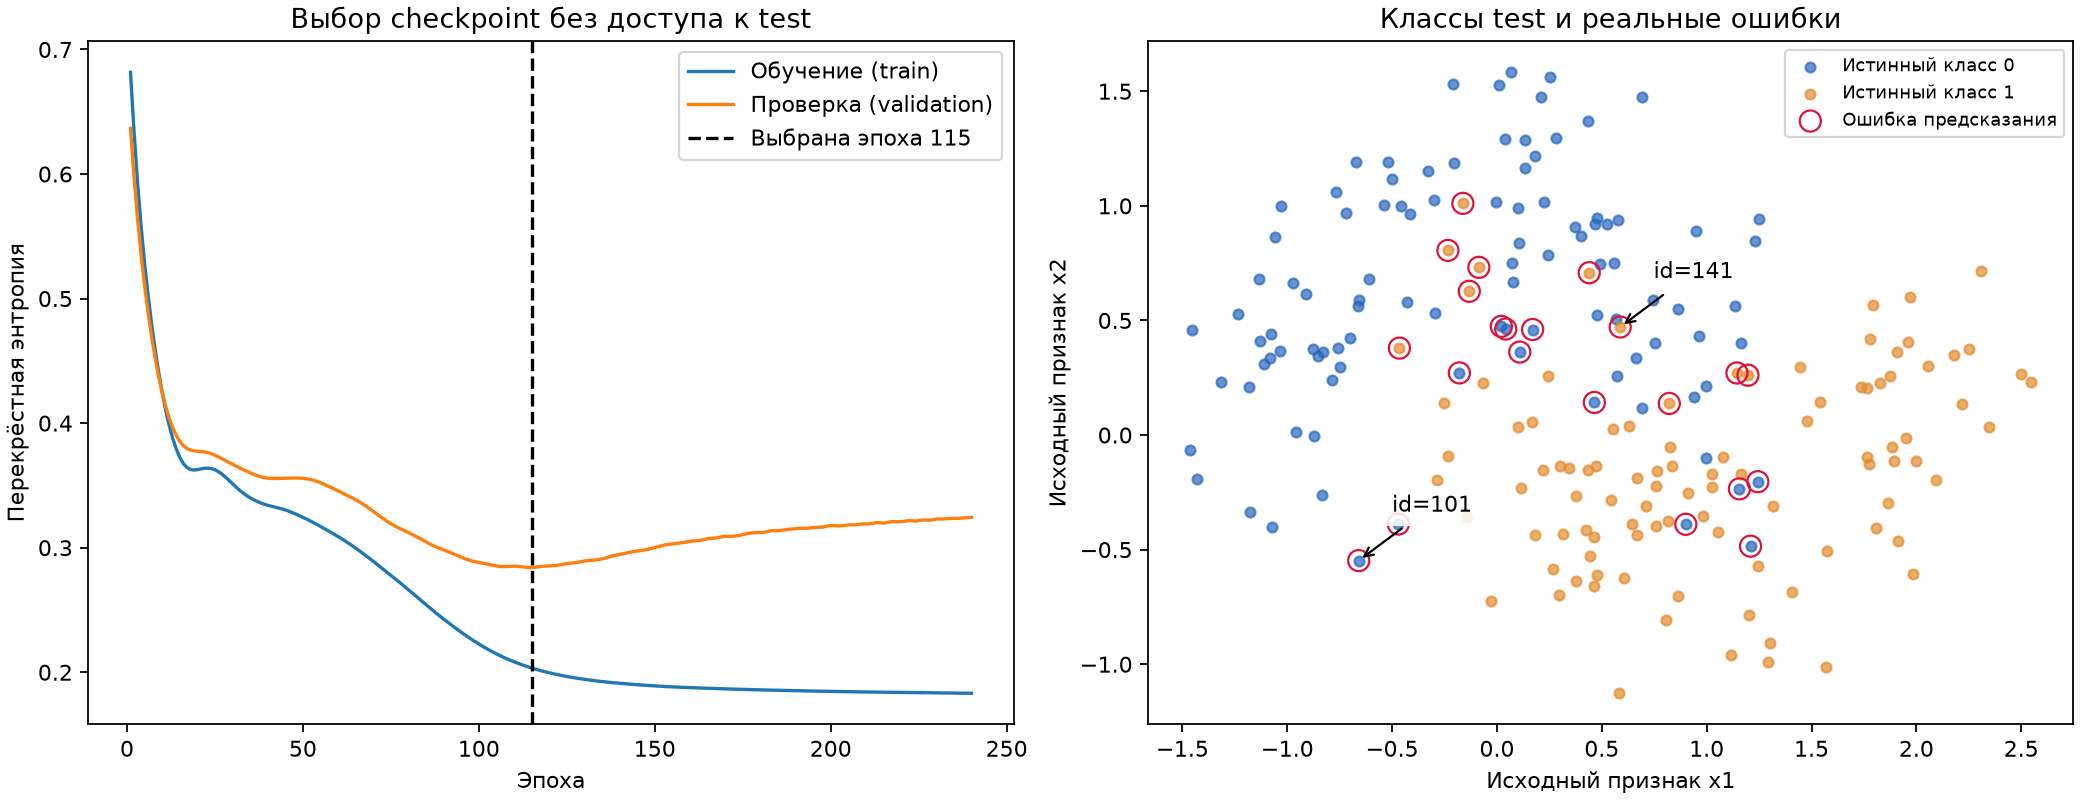 Выбор checkpoint без доступа к test
Перекрёстная энтропия
0.7
0.6
0.5
0.4
0.3
0.2
Обучение (train)
Проверка (validation)
Выбрана эпоха 115
0
50
100
150
200
250
Эпоха
Классы test и реальные ошибки
Исходный признак x2
1.5
1.0
0.5
0.0
−0.5
−1.0
Истинный класс 0
Истинный класс 1
Ошибка предсказания
id=141
id=101
−1.5
−1.0
−0.5
0.0
0.5
1.0
1.5
2.0
2.5
Исходный признак x1